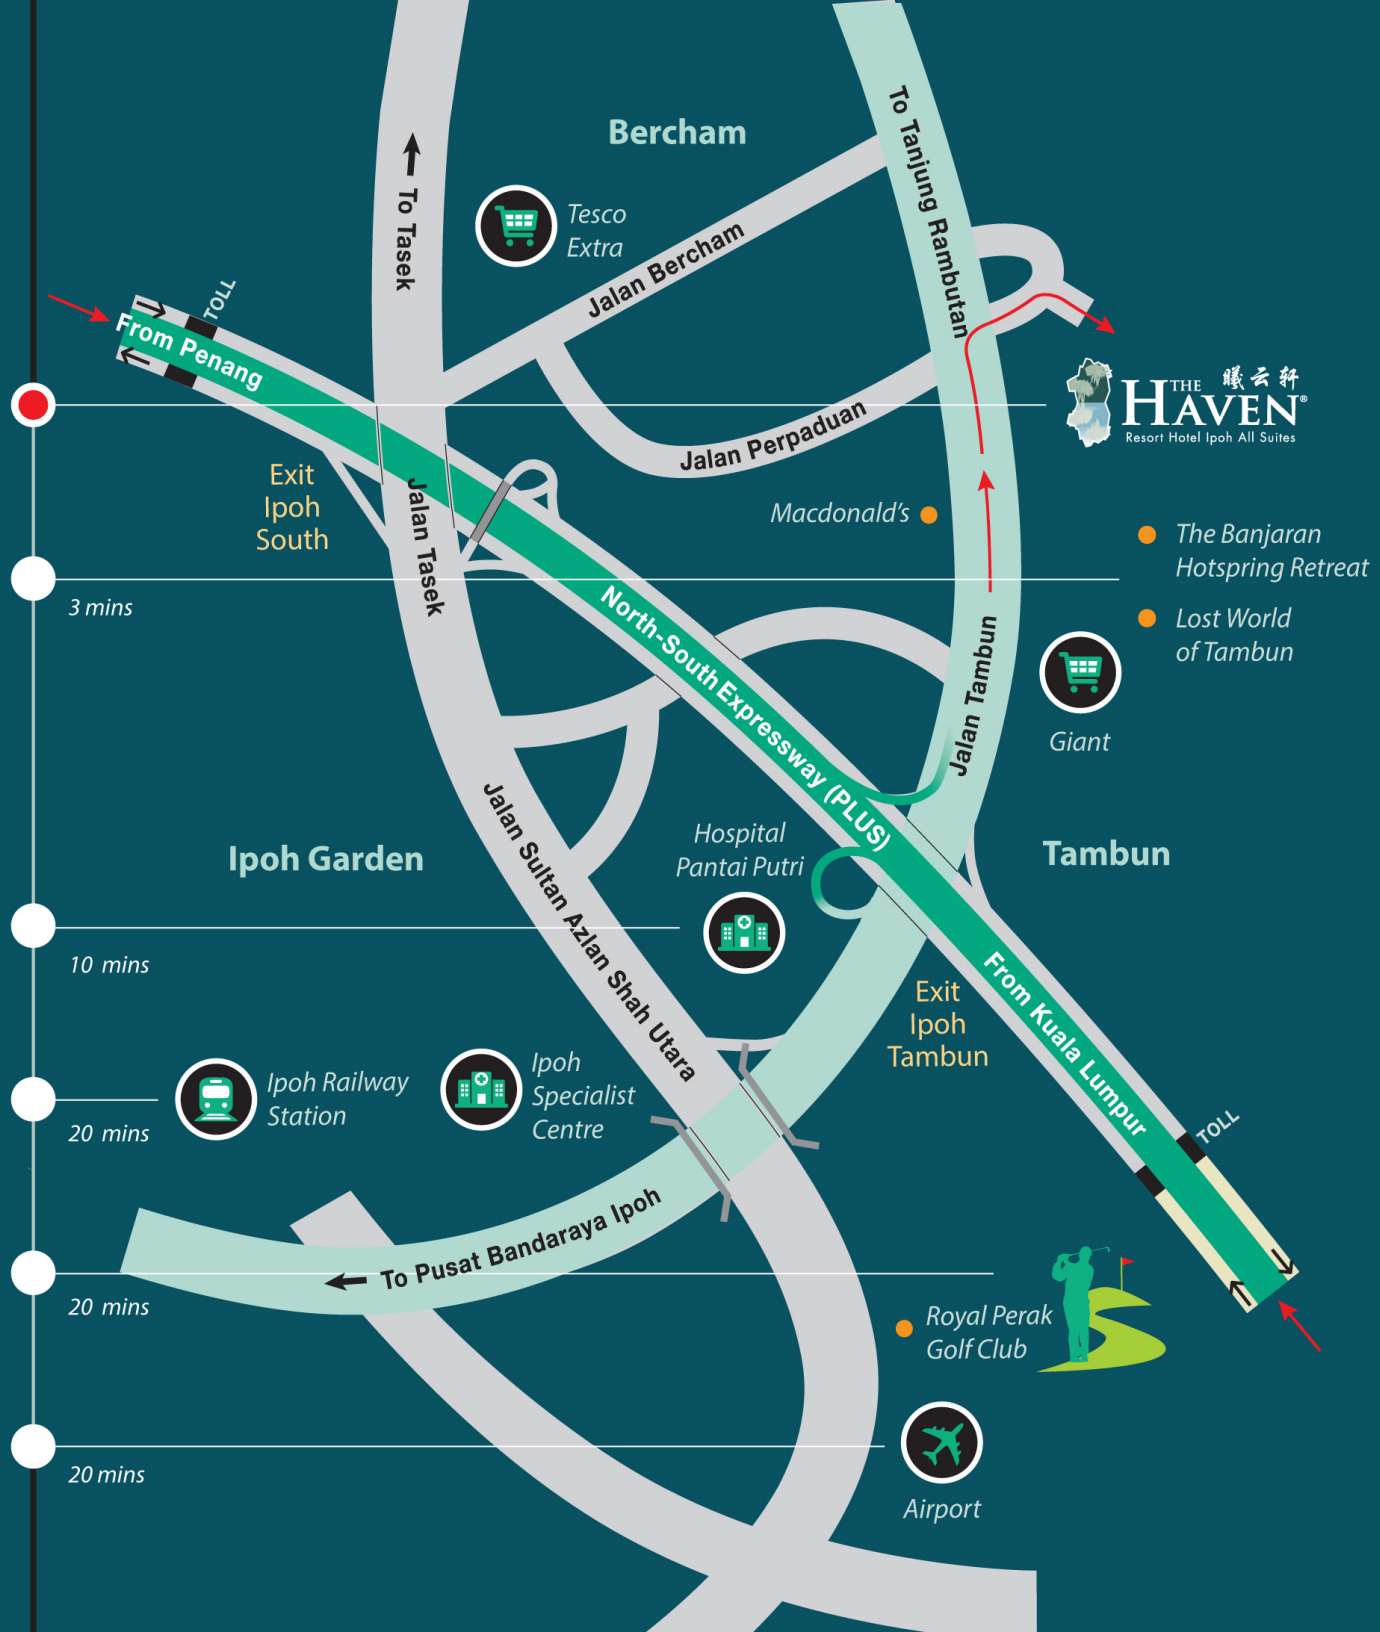 Bercham
To Tanjung Rambutan
To Tasek
Tesco
Extra
Jalan Bercham
TOLL
From Penang
曦云轩
THE
HAVEN®
Resort Hotel Ipoh All Suites
Jalan Perpaduan
Exit
Ipoh
South
Jalan Tasek
Macdonald's
The Banjaran
Hotspring Retreat
3 mins
North-South Expressway (PLUS)
Lost World
of Tambun
Jalan Tambun
Giant
Jalan Sultan Azlan Shah Utara
Hospital
Pantai Putri
Ipoh Garden
Tambun
10 mins
From Kuala Lumpur
Exit
Ipoh
Tambun
Ipoh Railway
Station
Ipoh
Specialist
Centre
20 mins
TOLL
To Pusat Bandaraya Ipoh
20 mins
Royal Perak
Golf Club
20 mins
Airport